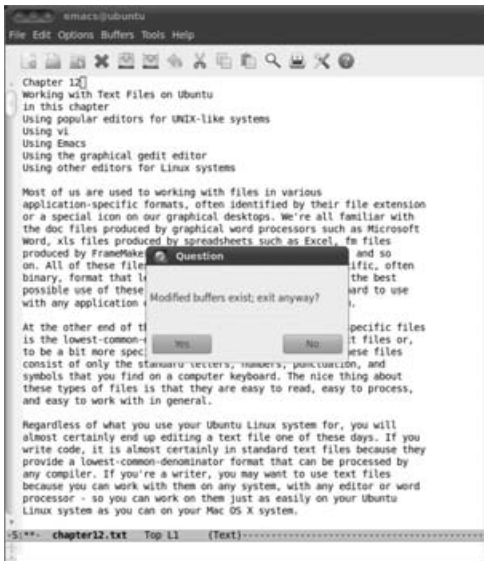 emacs@ubuntu
File Edit Options Buffers Tools Help
Chapter 12
Working with Text Files on Ubuntu
in this chapter
Using popular editors for UNIX-like systems
Using vi
Using Emacs
Using the graphical gedit editor
Using other editors for Linux systems
Most of us are used to working with files in various
application-specific formats, often identified by their file extension
or a special icon on our graphical desktops. We're all familiar with
the doc files produced by graphical word processors such as Microsoft
Word, xls files produced by spreadsheets such as Excel, fm files
produced by FrameMake and so
on. All of these files ific, often
binary, format that the best
possible use of these ard to use
with any application
At the other end of th pecific files
is the lowest-common- t files or,
to be a bit more spec ese files
consist of only the standard letters, numbers, punctuation, and
symbols that you find on a computer keyboard. The nice thing about
these types of files is that they are easy to read, easy to process,
and easy to work with in general.
Regardless of what you use your Ubuntu Linux system for, you will
almost certainly end up editing a text file one of these days. If you
write code, it is almost certainly in standard text files because they
provide a lowest-common-denominator format that can be processed by
any compiler. If you're a writer, you may want to use text files
because you can work with them on any system, with any editor or word
processor - so you can work on them just as easily on your Ubuntu
Linux system as you can on your Mac OS X system.
Question
Modified buffers exist; exit anyway?
Yes No
-S:**- chapter12.txt Top L1 (Text)